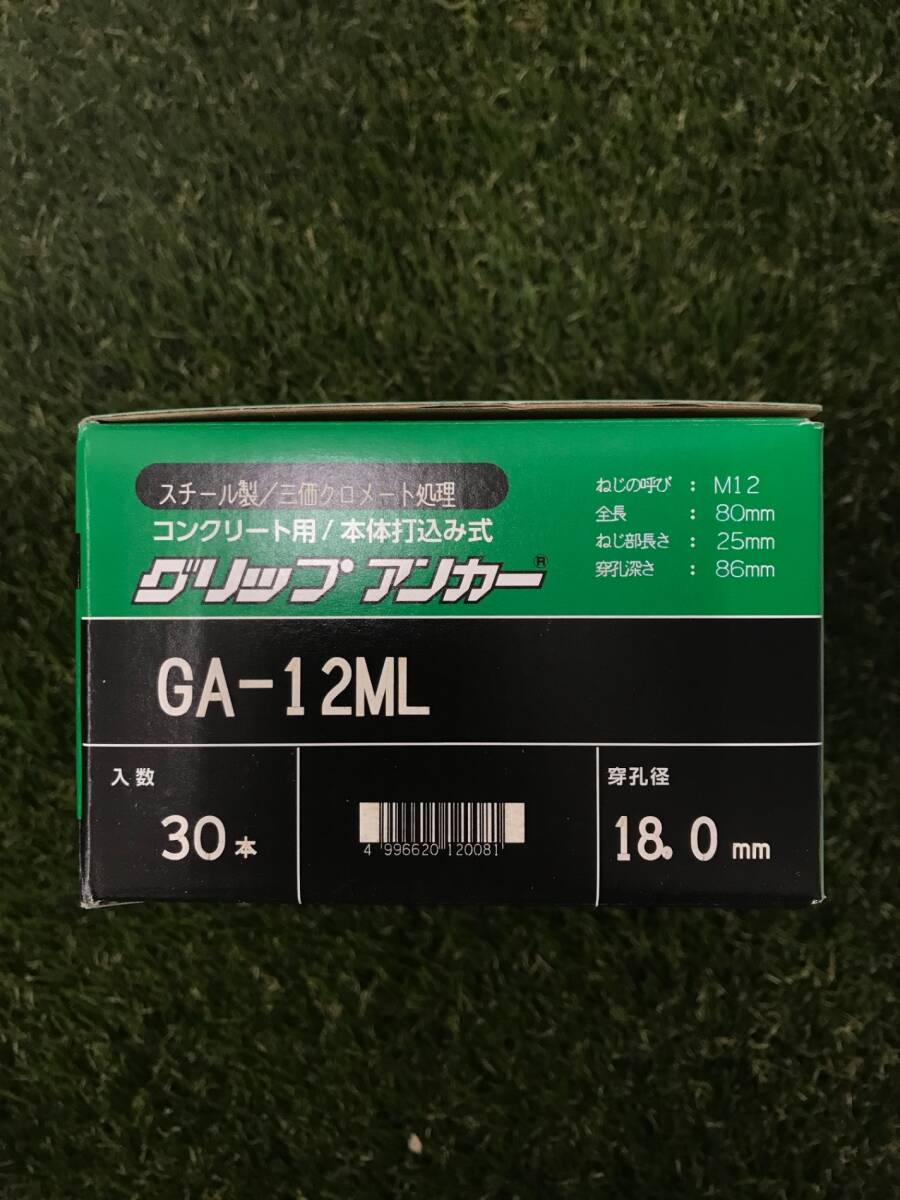 スチール製/三価クロメート処理
コンクリート用/本体打込み式
グリップ アンカー®
ねじの呼び : M12
全長 : 80mm
ねじ部長さ : 25mm
穿孔深さ : 86mm
GA-12ML
入数
30本
4 996620 120081
穿孔径
18.0 mm